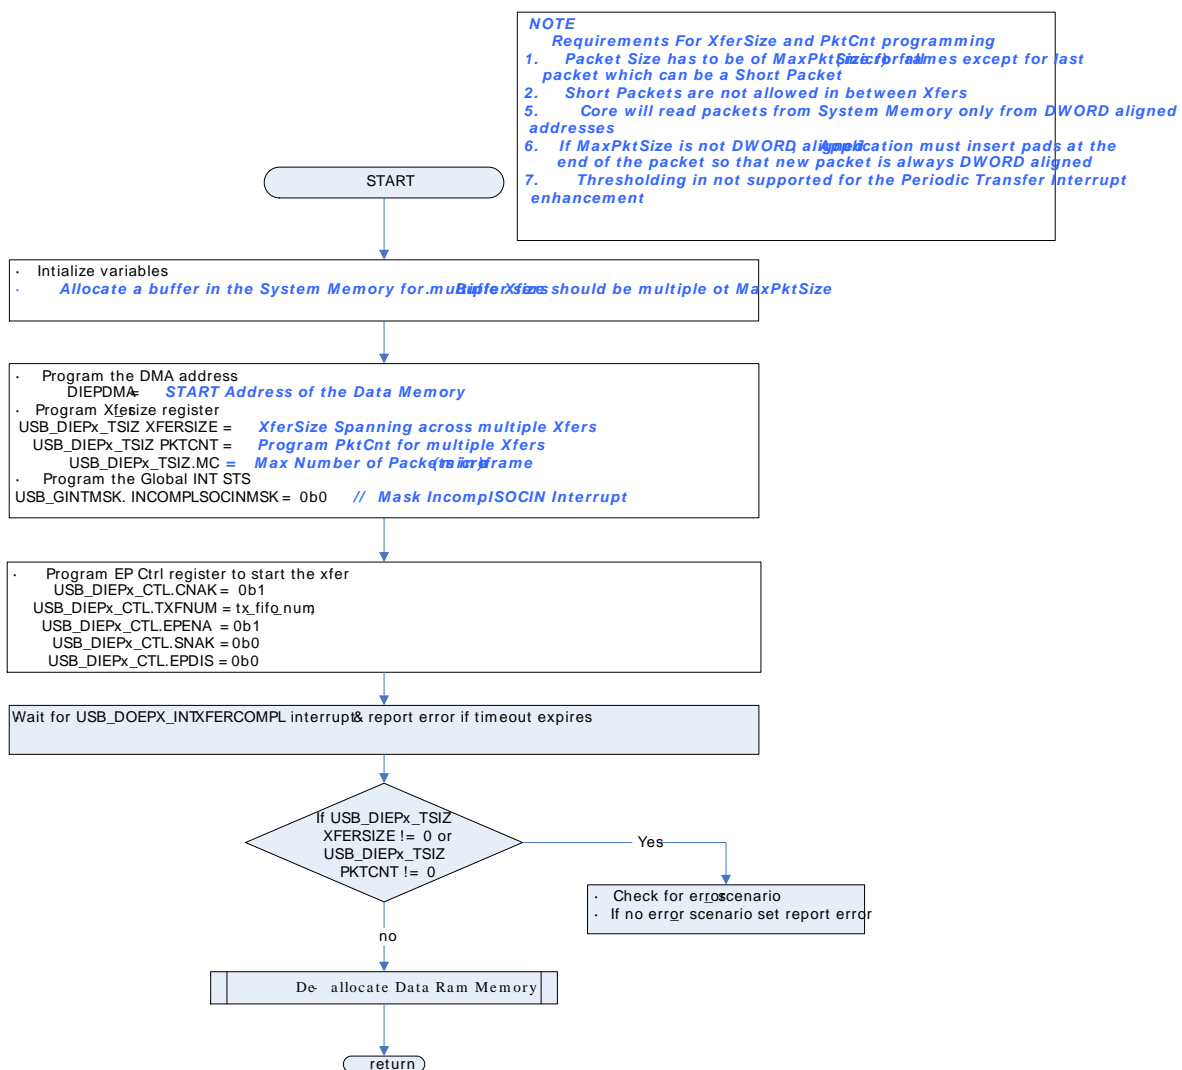 NOTE
Requirements For XferSize and PktCnt programming
1. Packet Size has to be of MaxPktSize for all (micro) frames except for last
packet which can be a Short Packet
2. Short Packets are not allowed in between Xfers
5. Core will read packets from System Memory only from DWORD aligned
addresses
6. If MaxPktSize is not DWORD aligned, Application must insert pads at the
end of the packet so that new packet is always DWORD aligned
7. Thresholding in not supported for the Periodic Transfer Interrupt
enhancement
START
· Intialize variables
· Allocate a buffer in the System Memory for multiple Xfers. Buffer size should be multiple ot MaxPktSize
· Program the DMA address
DIEPDMA= START Address of the Data Memory
· Program Xfersize register
USB_DIEPx_TSIZ XFERSIZE = XferSize Spanning across multiple Xfers
USB_DIEPx_TSIZ PKTCNT = Program PktCnt for multiple Xfers
USB_DIEPx_TSIZ.MC = Max Number of Packets in (micro)frame
· Program the Global INT STS
USB_GINTMSK. INCOMPLSOCINMSK = 0b0 // Mask IncompISOCIN Interrupt
· Program EP Ctrl register to start the xfer
USB_DIEPx_CTL.CNAK = 0b1
USB_DIEPx_CTL.TXFNUM = tx_fifo_num;
USB_DIEPx_CTL.EPENA = 0b1
USB_DIEPx_CTL.SNAK = 0b0
USB_DIEPx_CTL.EPDIS = 0b0
Wait for USB_DOEPX_INT XFERCOMPL interrupt & report error if timeout expires
If USB_DIEPx_TSIZ
XFERSIZE != 0 or
USB_DIEPx_TSIZ
PKTCNT != 0
Yes
· Check for error_scenario
· If no error scenario set report error
no
De- allocate Data Ram Memory
return